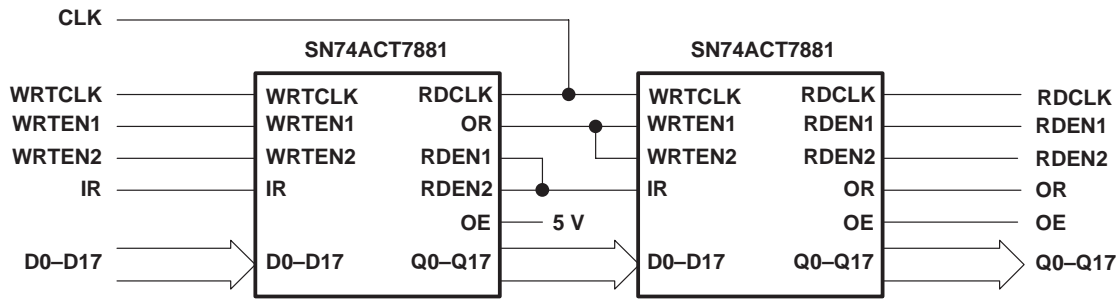 CLK
SN74ACT7881 SN74ACT7881
WRTCLK WRTCLK RDCLK WRTCLK RDCLK RDCLK
WRTEN1 WRTEN1 OR WRTEN1 RDEN1 RDEN1
WRTEN2 WRTEN2 RDEN1 WRTEN2 RDEN2 RDEN2
IR IR RDEN2 IR OR OR
OE 5 V OE OE
D0–D17 D0–D17 Q0–Q17 D0–D17 Q0–Q17 Q0–Q17